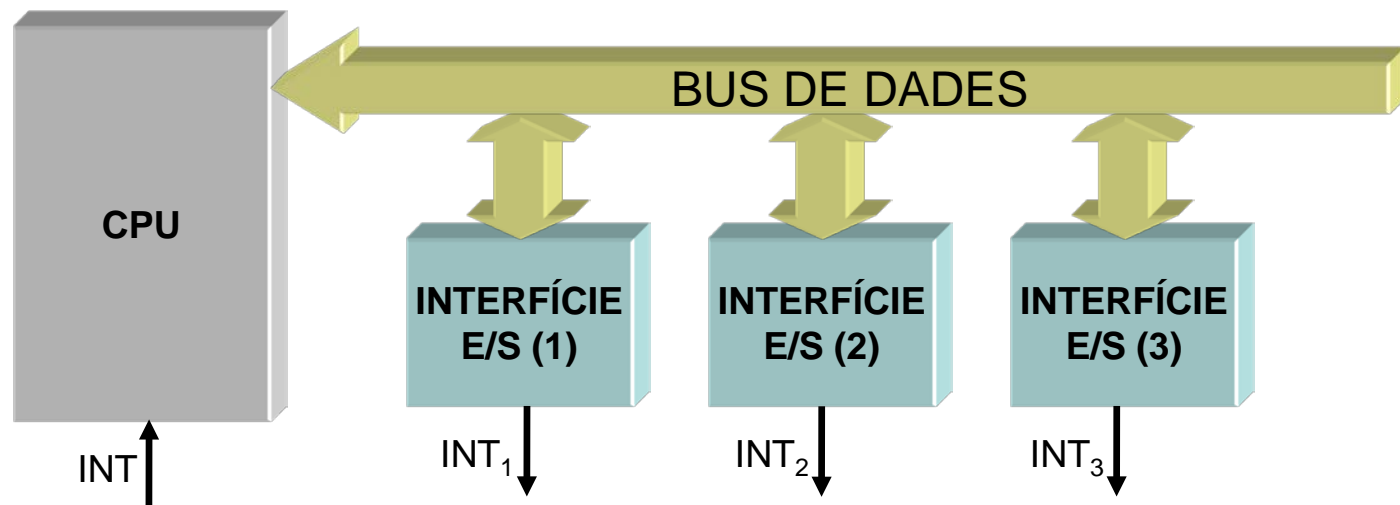 BUS DE DADES
CPU
INTERFÍCIE
E/S (1)
INTERFÍCIE
E/S (2)
INTERFÍCIE
E/S (3)
INT
INT₁
INT₂
INT₃